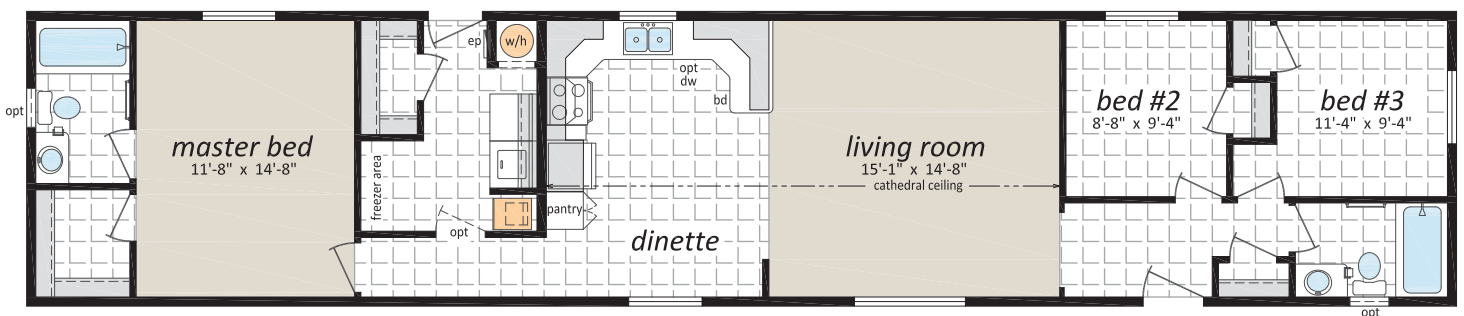 opt
master bed
11'-8" x 14'-8"
freezer area
ep
w/h
opt
pantry
opt
dw
bd
dinette
living room
15'-1" x 14'-8"
cathedral ceiling
bed #2
8'-8" x 9'-4"
bed #3
11'-4" x 9'-4"
opt